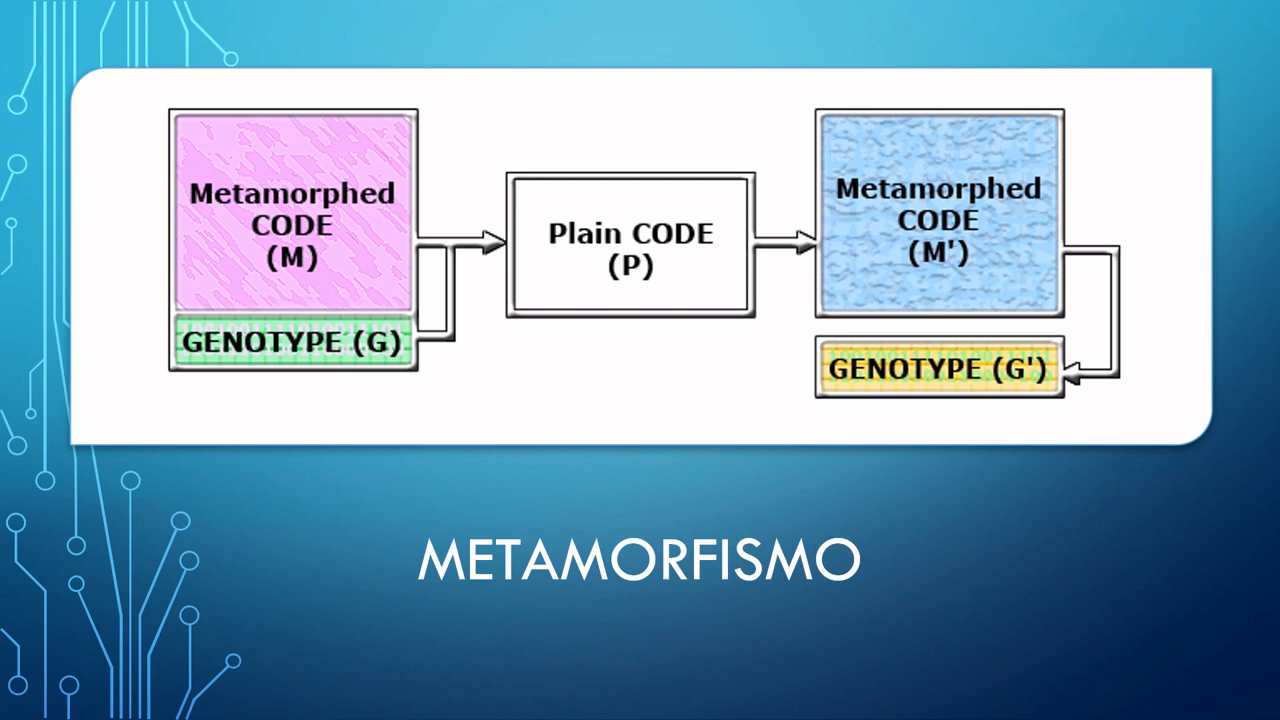 Metamorphed
CODE
(M)
GENOTYPE (G)
Plain CODE
(P)
Metamorphed
CODE
(M')
GENOTYPE (G')
METAMORFISMO